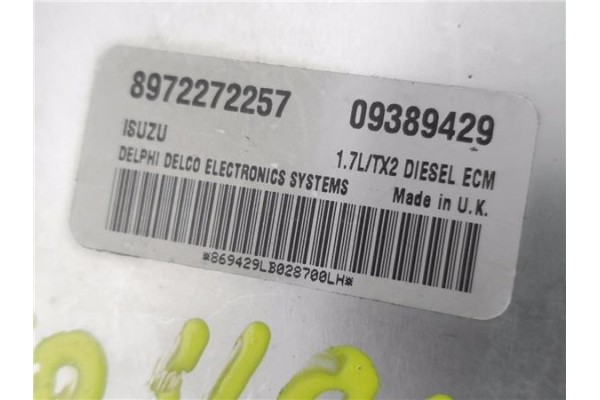 8972272257 09389429
ISUZU 1.7L/TX2 DIESEL ECM
DELPHI DELCO ELECTRONICS SYSTEMS Made in U.K.
*869429LB028700LH*